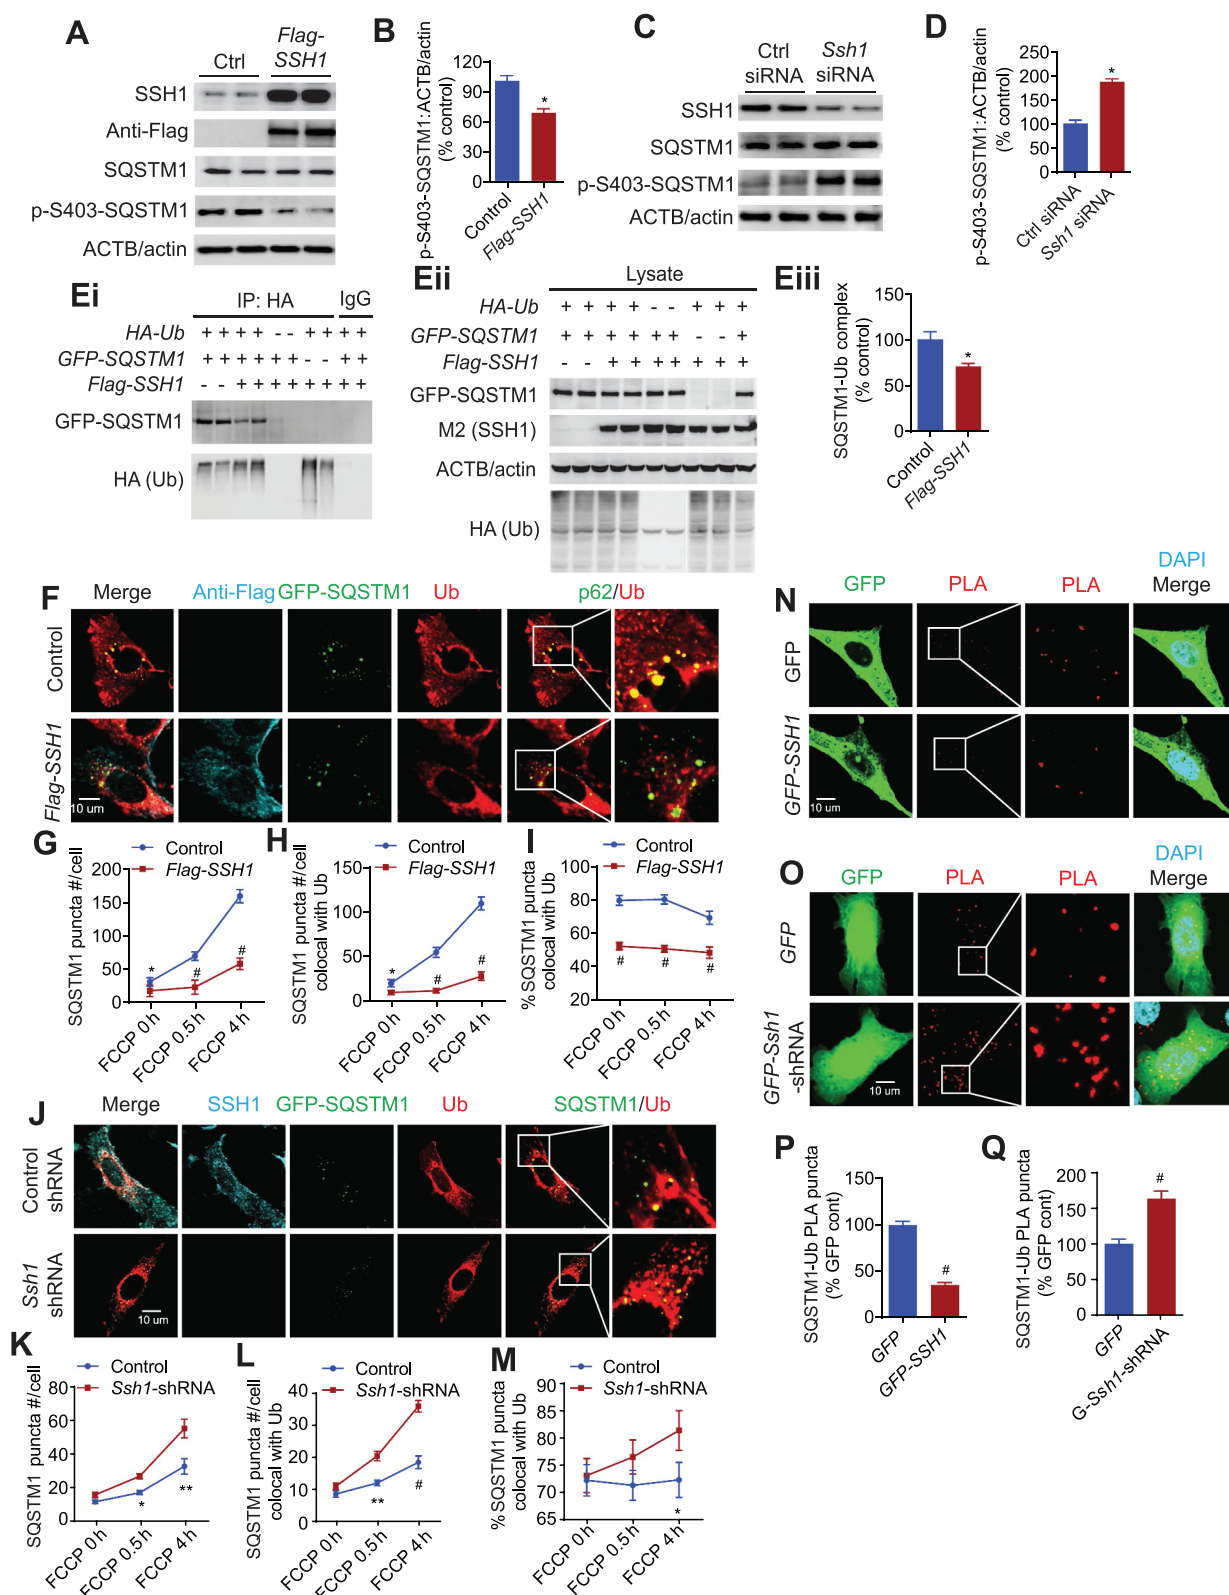 A
Ctrl
Flag-
SSH1
SSH1
Anti-Flag
SQSTM1
p-S403-SQSTM1
ACTB/actin
B
p-S403-SQSTM1:ACTB/actin
(% control)
120
90
60
30
0
*
Control
Flag-SSH1
C
Ctrl
siRNA
Ssh1
siRNA
SSH1
SQSTM1
p-S403-SQSTM1
ACTB/actin
D
p-S403-SQSTM1:ACTB/actin
(% control)
250
200
150
100
50
0
*
Ctrl siRNA
Ssh1 siRNA
Ei
IP: HA
IgG
HA-Ub + + + + - - + + + +
GFP-SQSTM1 + + + + + + - - + +
Flag-SSH1 - - + + + + + + + +
GFP-SQSTM1
HA (Ub)
Eii
Lysate
HA-Ub + + + + - - + + +
GFP-SQSTM1 + + + + + + - - +
Flag-SSH1 - - + + + + + + +
GFP-SQSTM1
M2 (SSH1)
ACTB/actin
HA (Ub)
Eiii
SQSTM1-Ub complex
(% control)
150
100
50
0
*
Control
Flag-SSH1
F
Merge
Anti-Flag
GFP-SQSTM1
Ub
p62/Ub
Control
Flag-SSH1
10 um
G
Control
Flag-SSH1
SQSTM1 puncta #/cell
200
150
100
50
0
*
#
#
FCCP 0h
FCCP 0.5h
FCCP 4h
H
Control
Flag-SSH1
SQSTM1 puncta #/cell
colocal with Ub
150
100
50
0
*
#
#
FCCP 0h
FCCP 0.5h
FCCP 4h
I
Control
Flag-SSH1
%SQSTM1 puncta
colocal with Ub
100
80
60
40
20
#
#
#
FCCP 0h
FCCP 0.5h
FCCP 4h
J
Merge
SSH1
GFP-SQSTM1
Ub
SQSTM1/Ub
Control
shRNA
Ssh1
shRNA
10 um
K
Control
Ssh1-shRNA
SQSTM1 puncta #/cell
80
60
40
20
0
*
**
FCCP 0h
FCCP 0.5h
FCCP 4h
L
Control
Ssh1-shRNA
SQSTM1 puncta #/cell
colocal with Ub
40
30
20
10
0
**
#
FCCP 0h
FCCP 0.5h
FCCP 4h
M
Control
Ssh1-shRNA
%SQSTM1 puncta
colocal with Ub
90
85
80
75
70
65
*
FCCP 0h
FCCP 0.5h
FCCP 4h
N
GFP
PLA
PLA
DAPI
Merge
GFP
GFP-SSH1
10 um
O
GFP
PLA
PLA
DAPI
Merge
GFP
GFP-Ssh1
-shRNA
10 um
P
SQSTM1-Ub PLA puncta
(% GFP cont)
150
100
50
0
#
GFP
GFP-SSH1
Q
SQSTM1-Ub PLA puncta
(% GFP cont)
200
150
100
50
0
#
GFP
G-Ssh1-shRNA